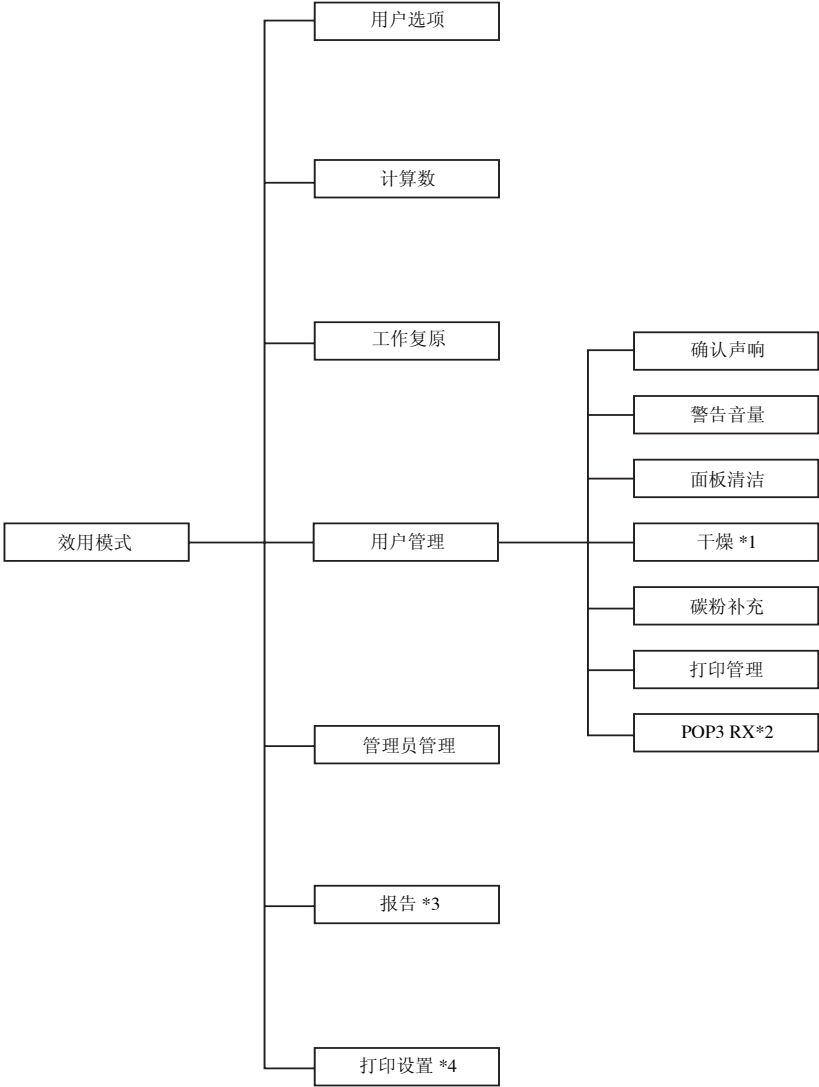 用户选项
计算数
工作复原
确认声响
警告音量
面板清洁
效用模式
用户管理
干燥 *1
碳粉补充
打印管理
POP3 RX*2
管理员管理
报告 *3
打印设置 *4